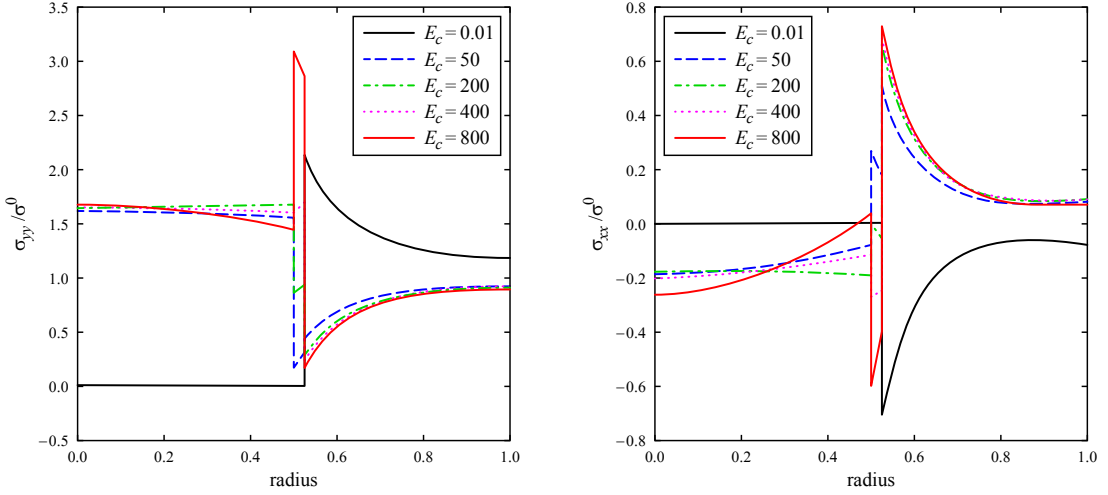 σyy/σ⁰
3.5
3.0
2.5
2.0
1.5
1.0
0.5
0.0
−0.5
0.0 0.2 0.4 0.6 0.8 1.0
radius
Ec = 0.01
Ec = 50
Ec = 200
Ec = 400
Ec = 800
σxx/σ⁰
0.8
0.6
0.4
0.2
0.0
−0.2
−0.4
−0.6
−0.8
0.0 0.2 0.4 0.6 0.8 1.0
radius
Ec = 0.01
Ec = 50
Ec = 200
Ec = 400
Ec = 800